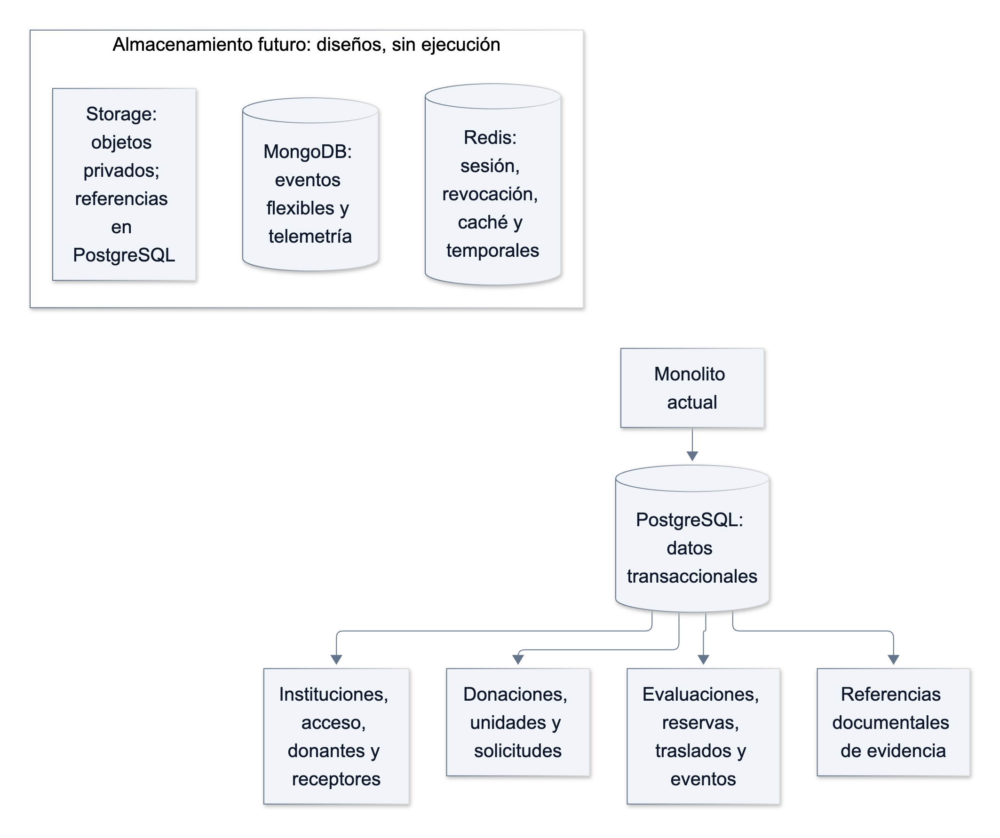 Almacenamiento futuro: diseños, sin ejecución
Storage:
objetos
privados;
referencias
en
PostgreSQL
MongoDB:
eventos
flexibles y
telemetría
Redis:
sesión,
revocación,
caché y
temporales
Monolito
actual
PostgreSQL:
datos
transaccionales
Instituciones,
acceso,
donantes y
receptores
Donaciones,
unidades y
solicitudes
Evaluaciones,
reservas,
traslados y
eventos
Referencias
documentales
de evidencia